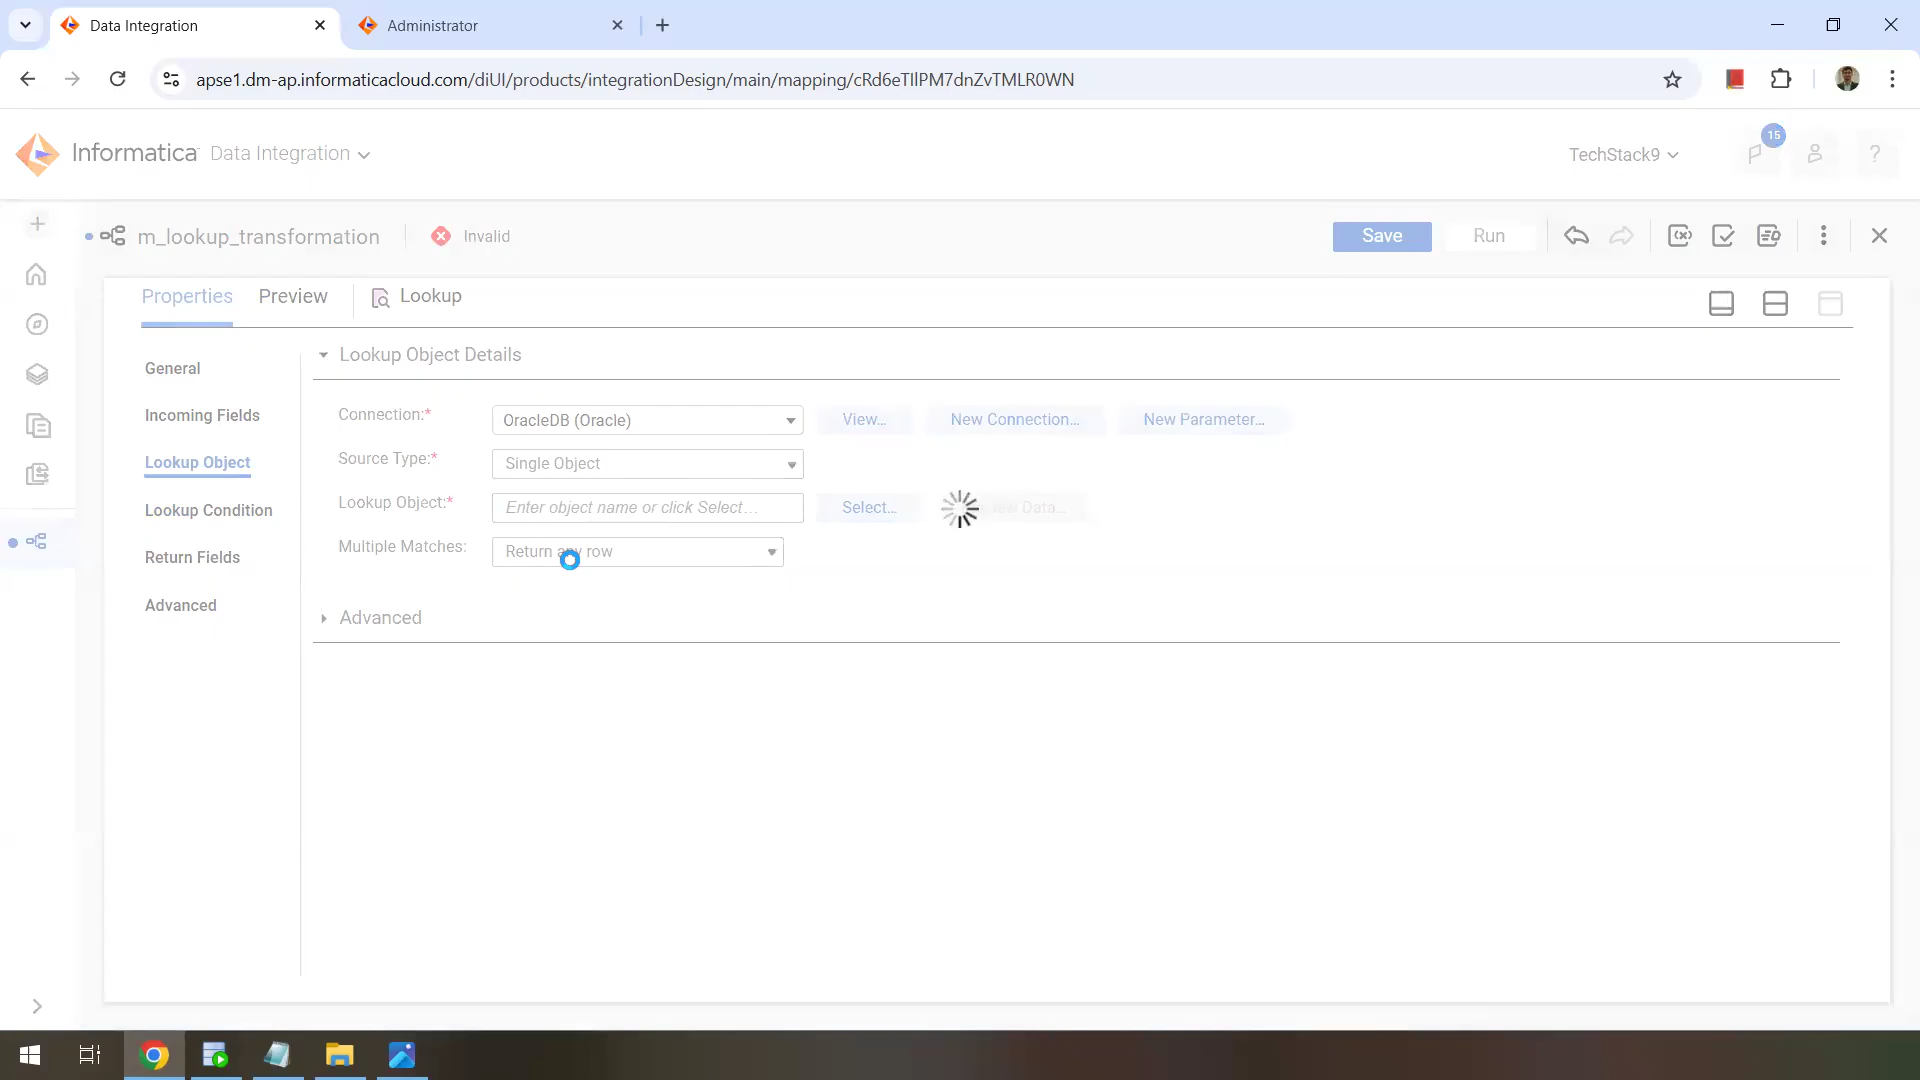 Data Integration
Administrator
apse1.dm-ap.informaticacloud.com/diUI/products/integrationDesign/main/mapping/cRd6eTIlPM7dnZvTMLR0WN
Informatica Data Integration
TechStack9
15
?
m_lookup_transformation
Invalid
Save
Run
Properties
Preview
Lookup
General
Incoming Fields
Lookup Object
Lookup Condition
Return Fields
Advanced
Lookup Object Details
Connection:*
OracleDB (Oracle)
View...
New Connection...
New Parameter...
Source Type:*
Single Object
Lookup Object:*
Enter object name or click Select...
Select...
Data...
Multiple Matches:
Return any row
Advanced